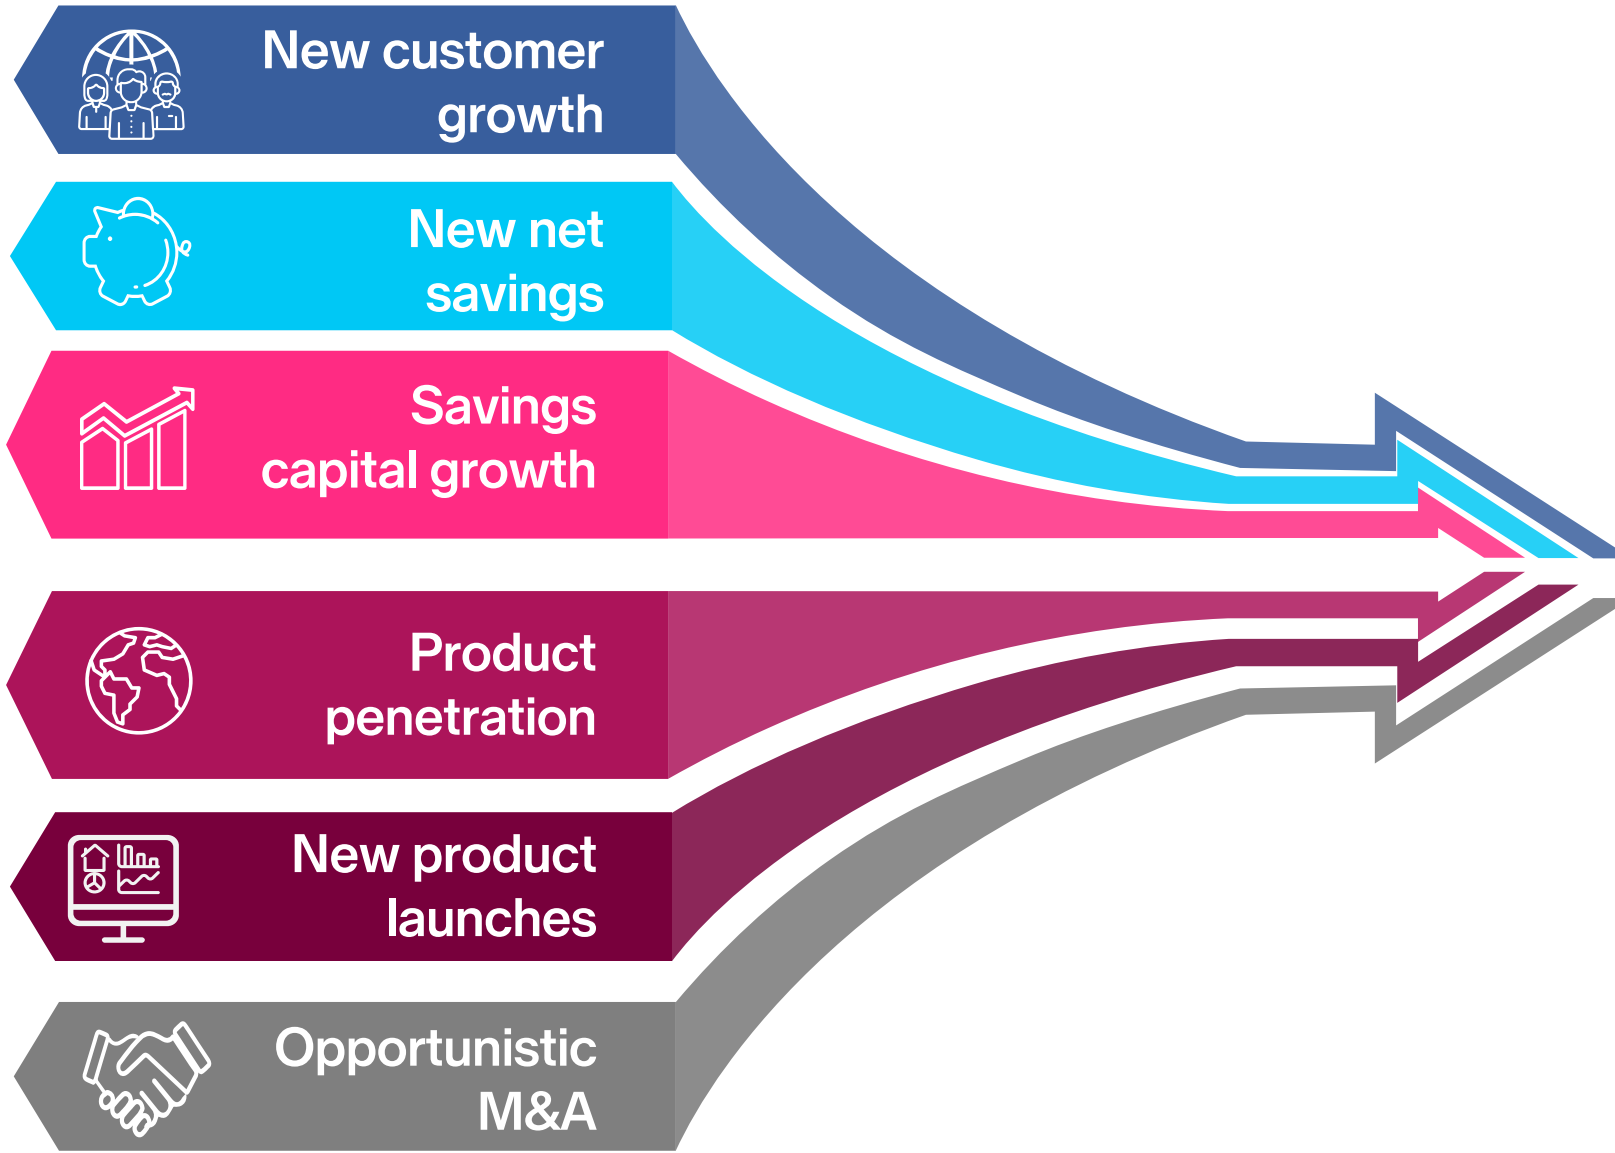 New customer
growth
New net
savings
Savings
capital growth
Product
penetration
New product
launches
Opportunistic
M&A